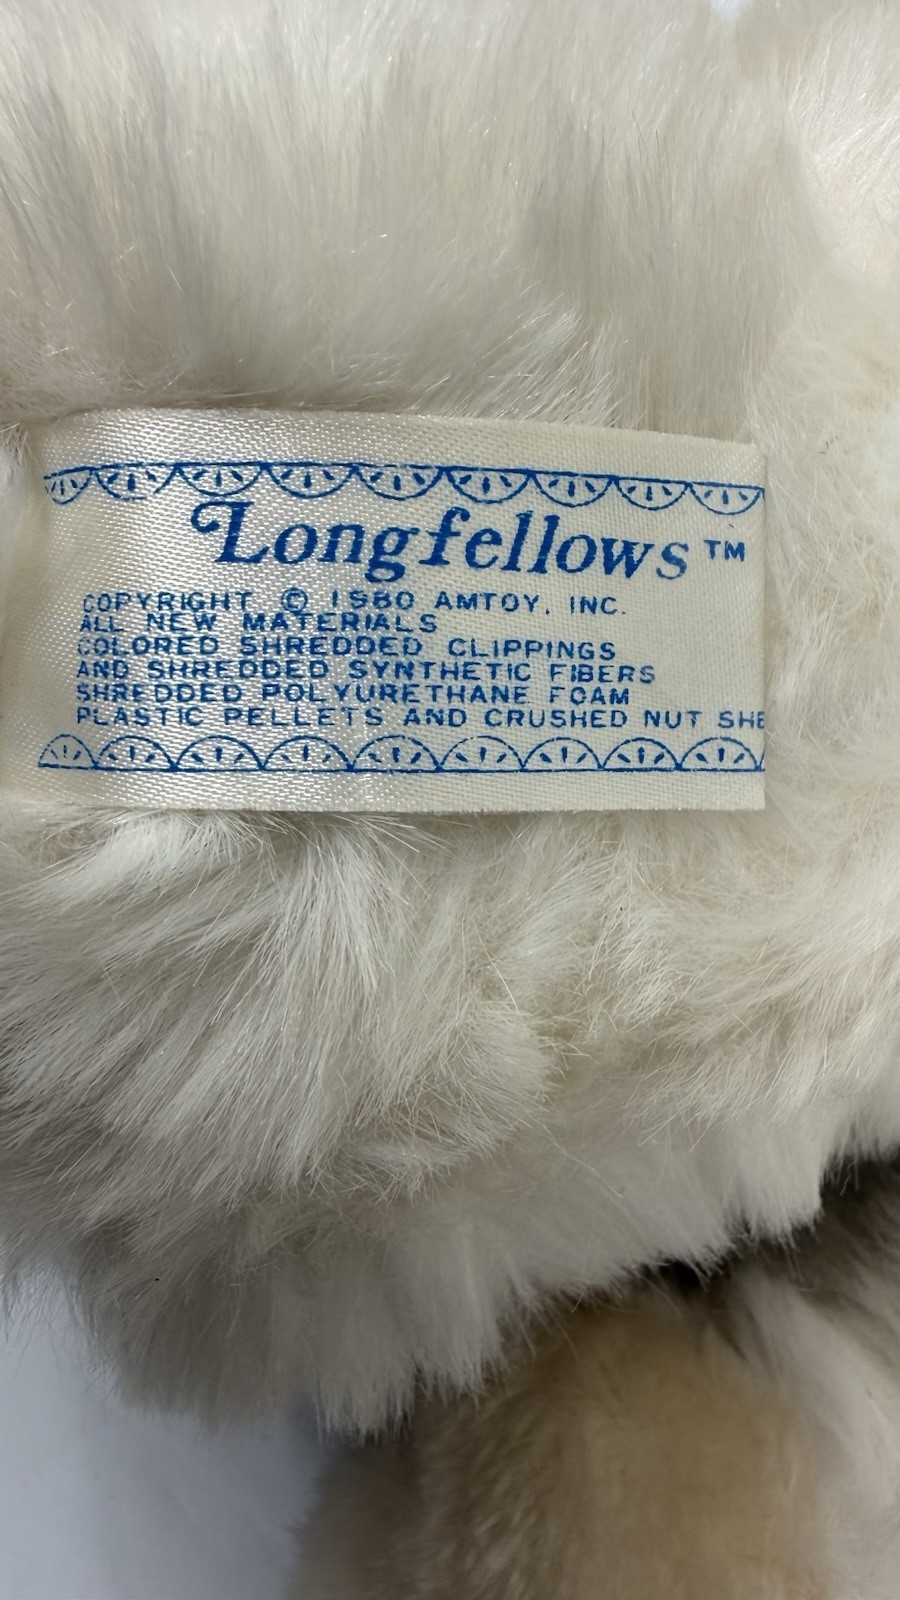 Longfellows™
COPYRIGHT © 1980 AMTOY, INC.
ALL NEW MATERIALS
COLORED SHREDDED CLIPPINGS
AND SHREDDED SYNTHETIC FIBERS
SHREDDED POLYURETHANE FOAM
PLASTIC PELLETS AND CRUSHED NUT SHE